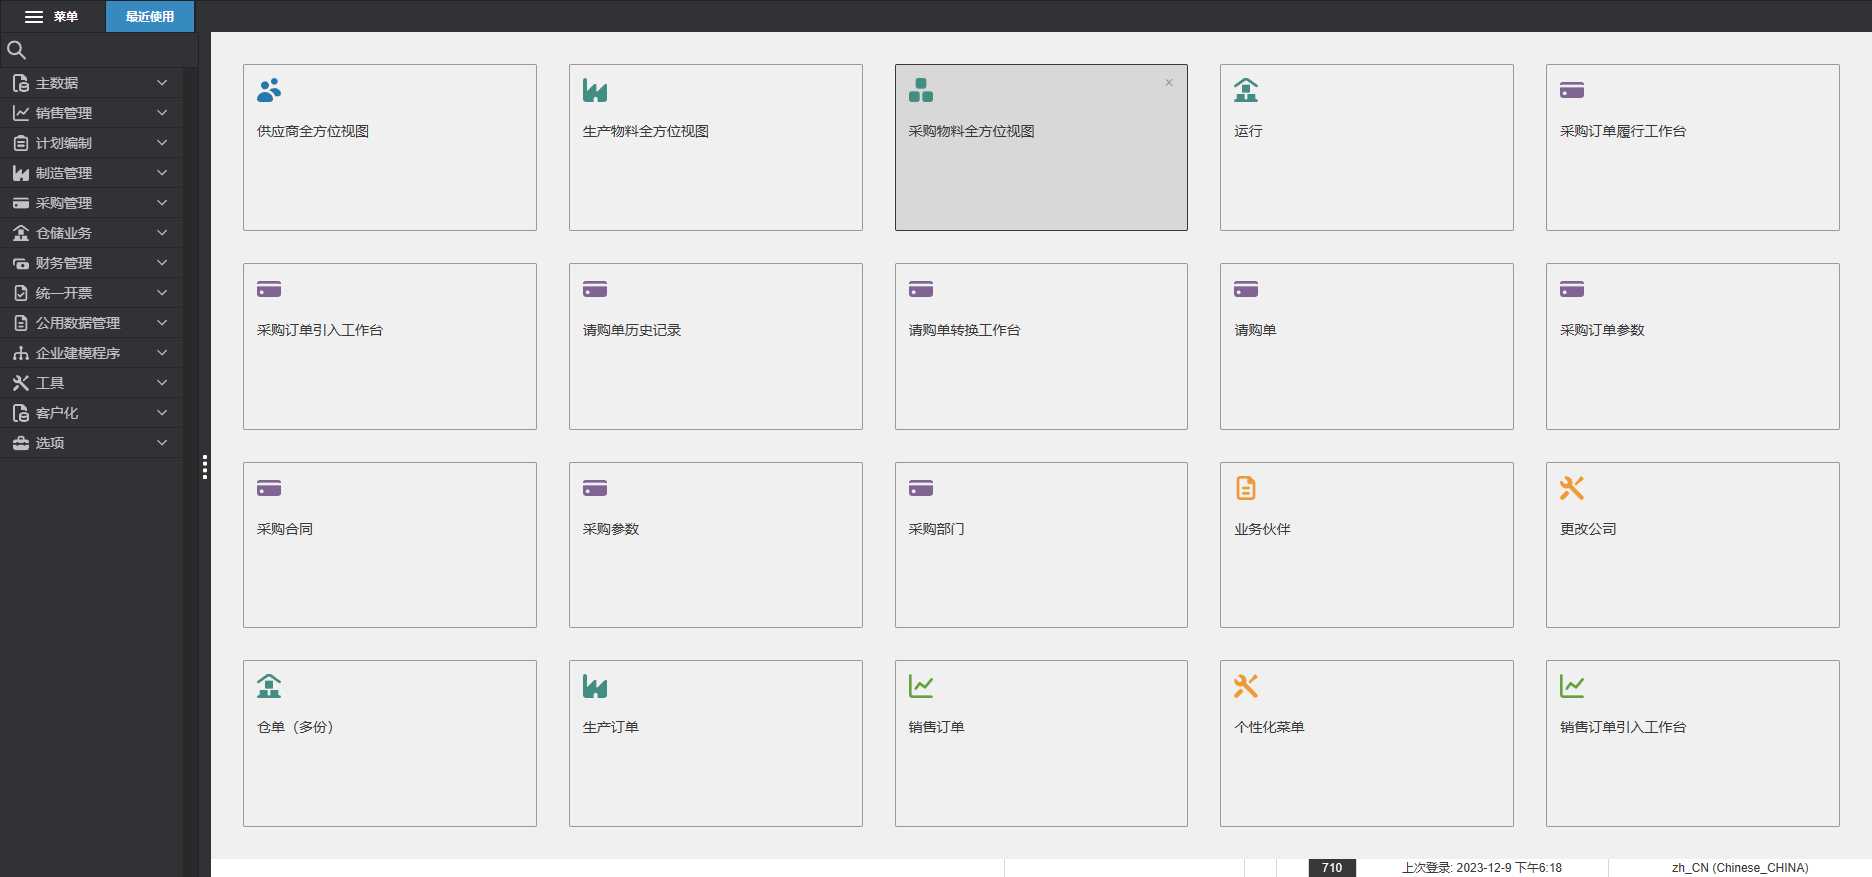 菜单
最近使用
主数据
销售管理
计划编制
制造管理
采购管理
仓储业务
财务管理
统一开票
公用数据管理
企业建模程序
工具
客户化
选项
供应商全方位视图
生产物料全方位视图
采购物料全方位视图
运行
采购订单履行工作台
采购订单引入工作台
请购单历史记录
请购单转换工作台
请购单
采购订单参数
采购合同
采购参数
采购部门
业务伙伴
更改公司
仓单（多份）
生产订单
销售订单
个性化菜单
销售订单引入工作台
710
上次登录: 2023-12-9 下午6:18
zh_CN (Chinese_CHINA)